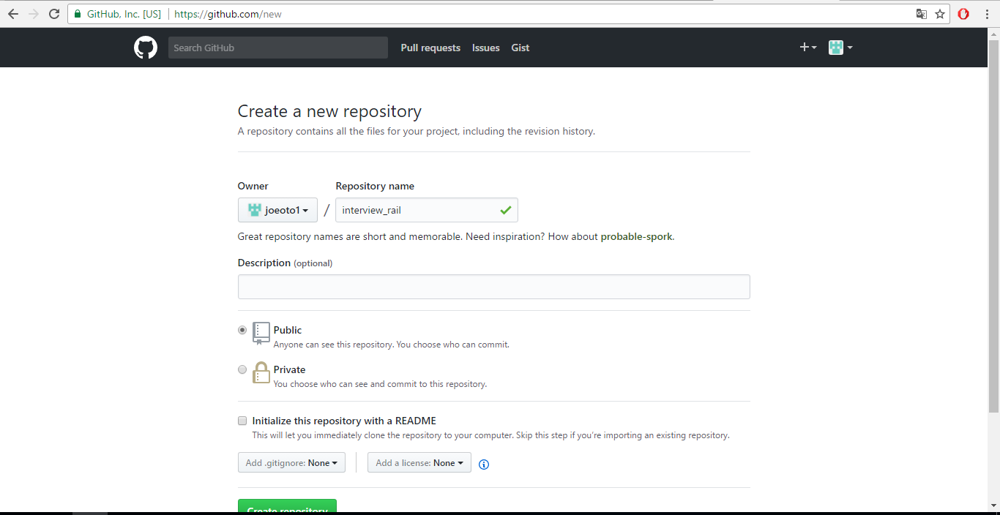 GitHub, Inc. [US] | https://github.com/new
Search GitHub
Pull requests Issues Gist
Create a new repository
A repository contains all the files for your project, including the revision history.
Owner Repository name
joeoto1 / interview_rail
Great repository names are short and memorable. Need inspiration? How about probable-spork.
Description (optional)
Public
Anyone can see this repository. You choose who can commit.
Private
You choose who can see and commit to this repository.
Initialize this repository with a README
This will let you immediately clone the repository to your computer. Skip this step if you're importing an existing repository.
Add .gitignore: None Add a license: None
Create repository